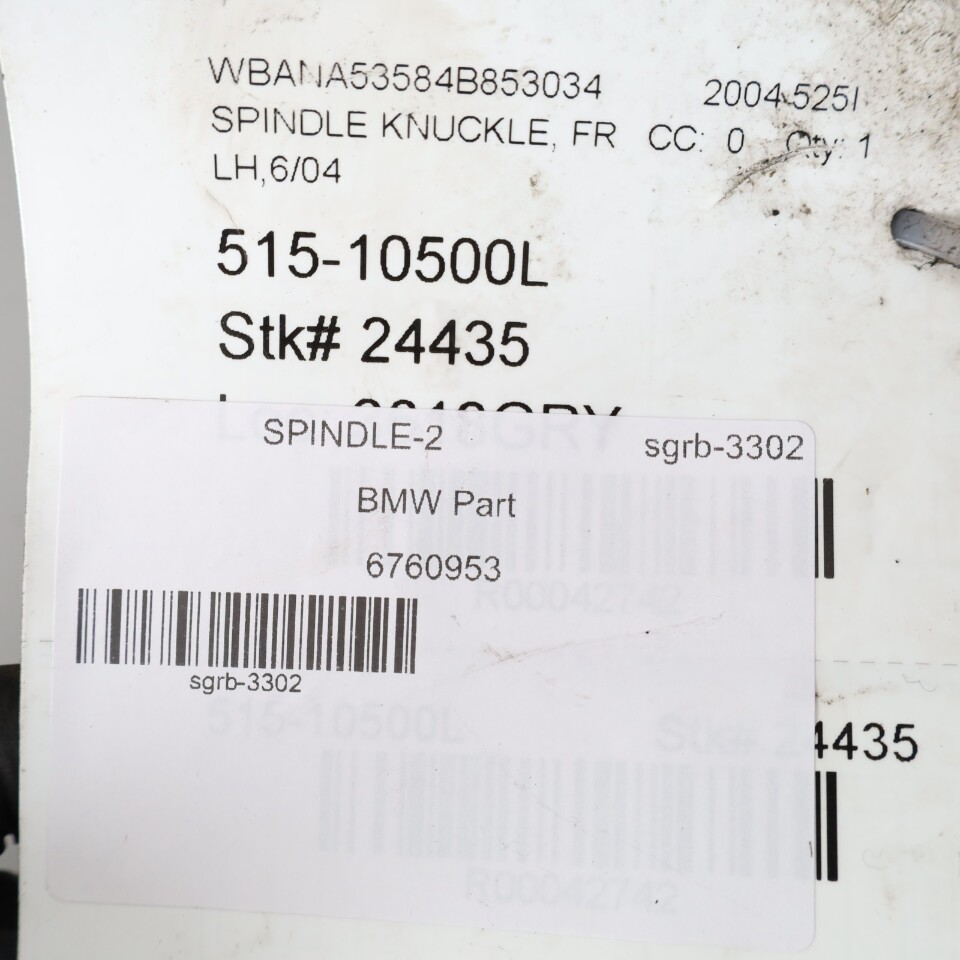 WBANA53584B853034 2004 525I
SPINDLE KNUCKLE, FR CC: 0 Qty: 1
LH,6/04
515-10500L
Stk# 24435
SPINDLE-2 sgrb-3302
BMW Part
6760953
R00042742
sgrb-3302
515-10500L Stk# 24435
R00042742